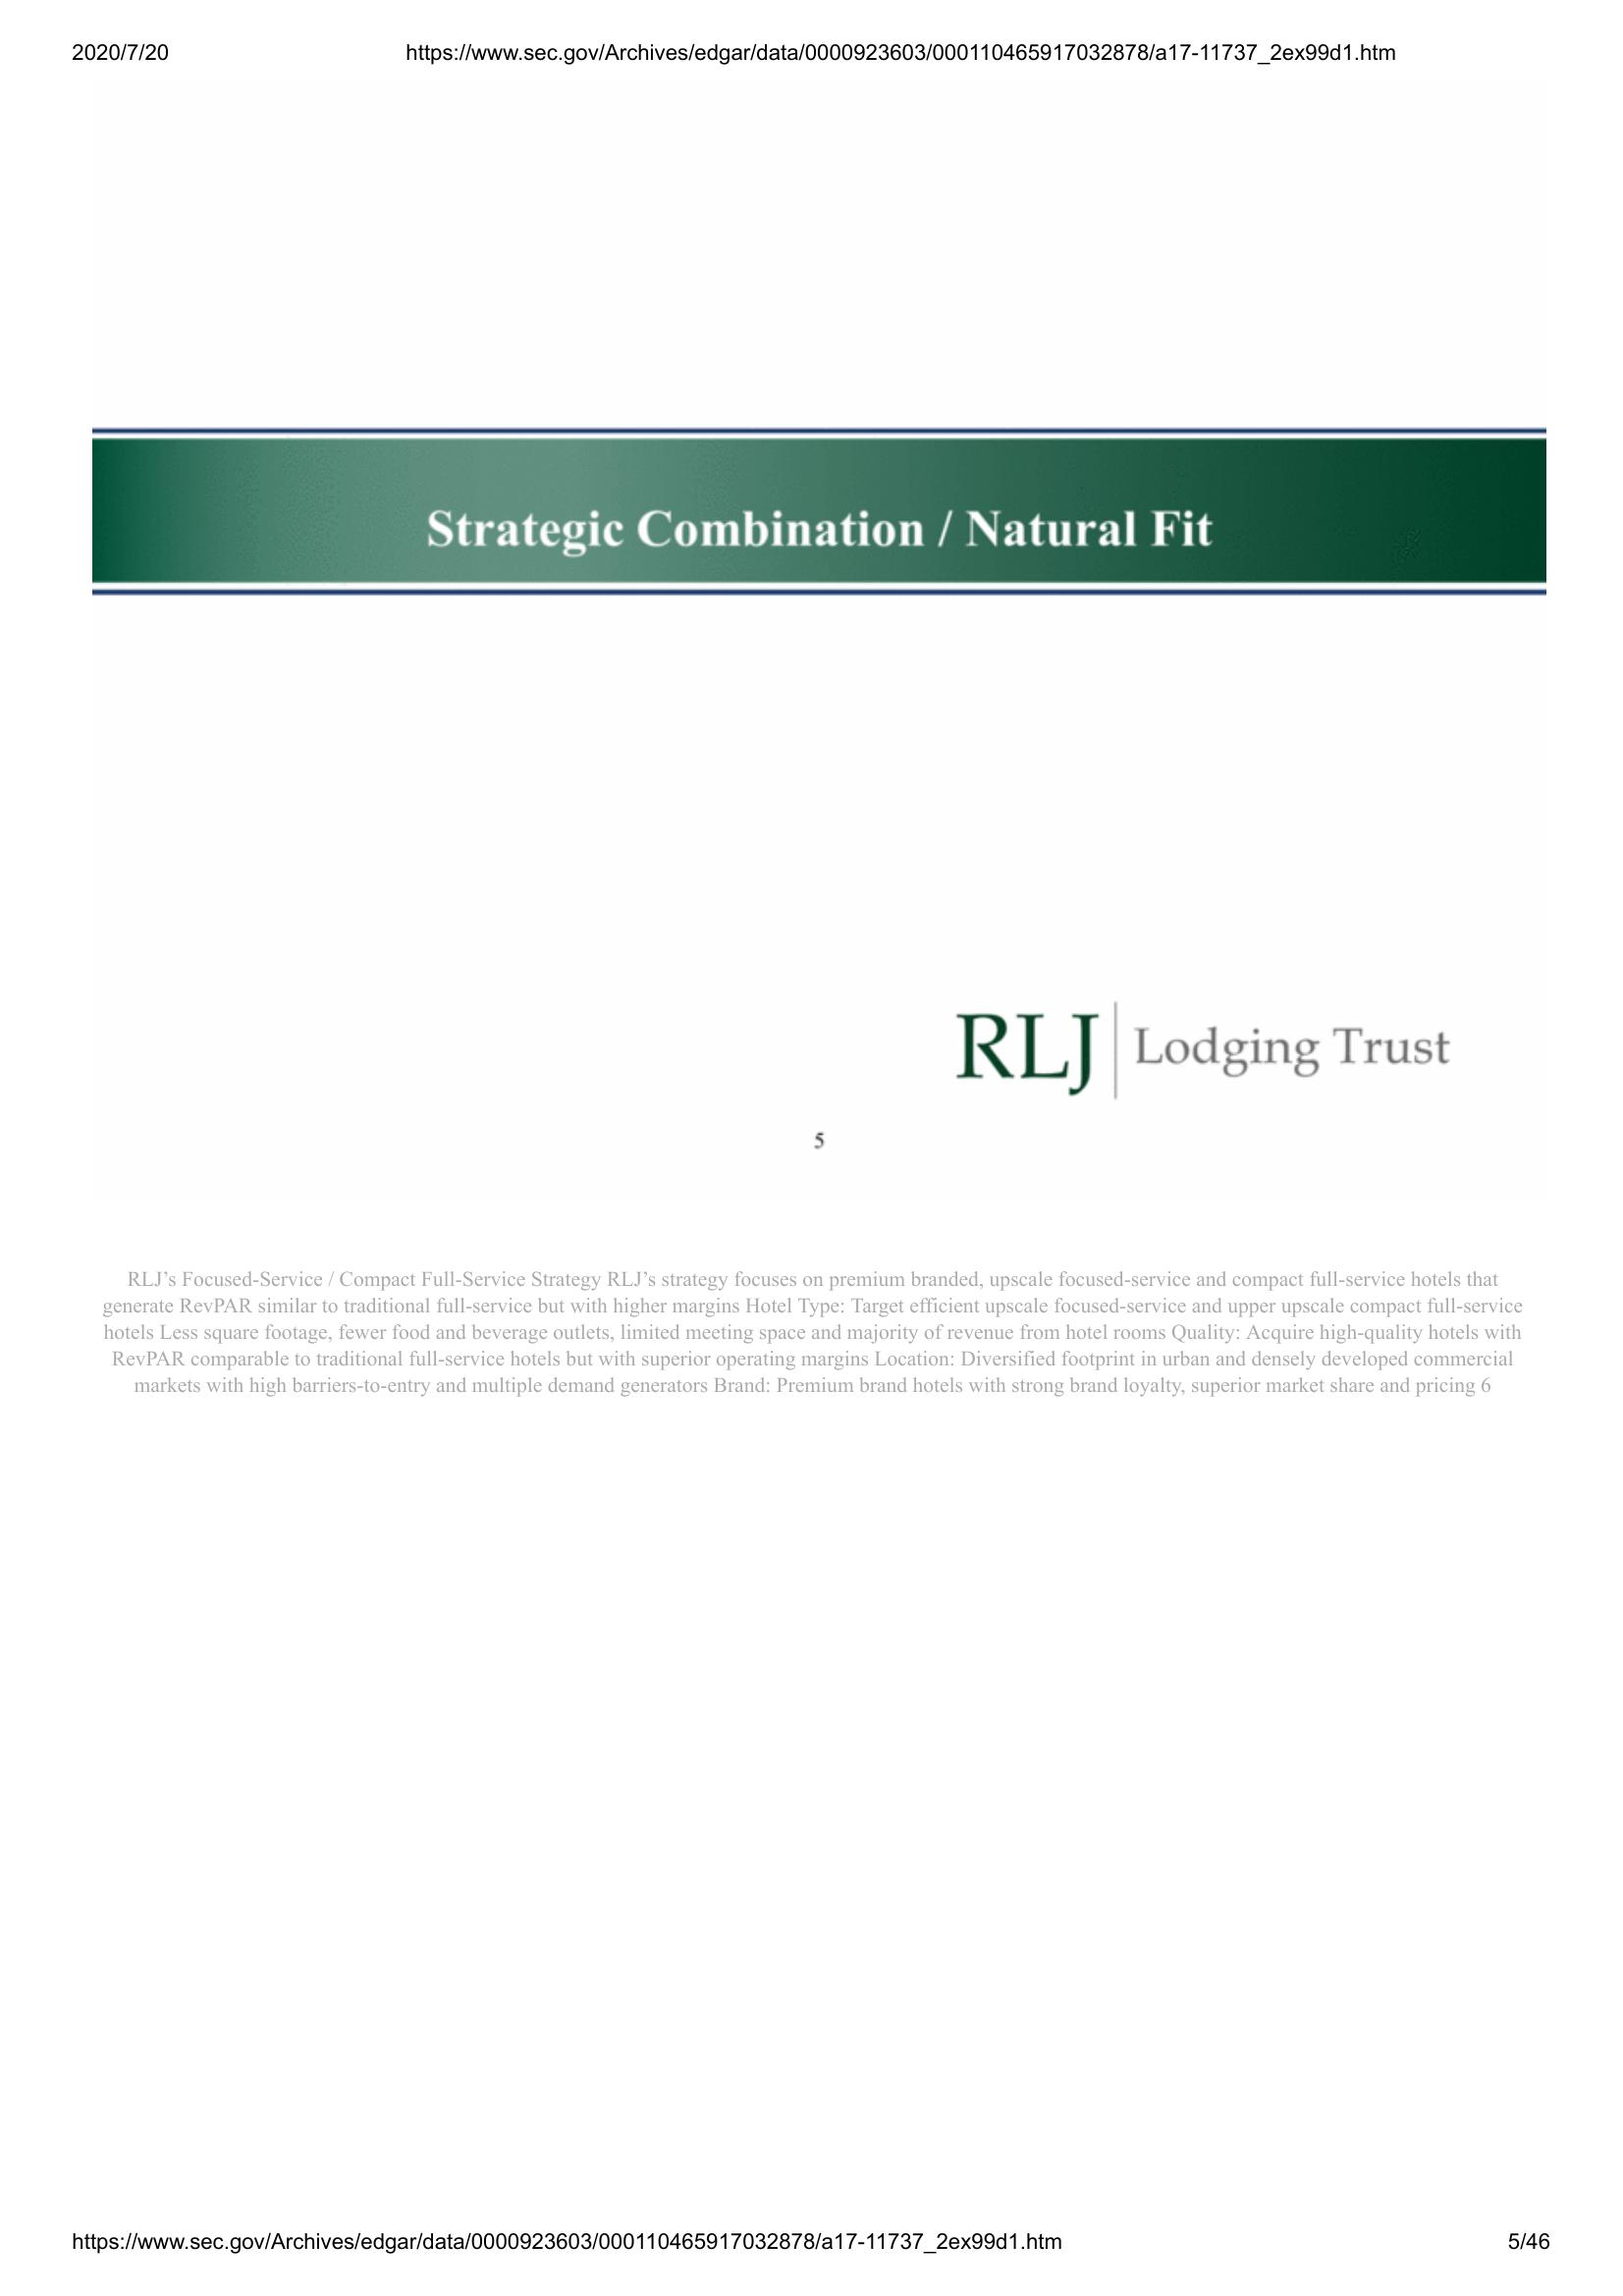 2020/7/20 https://www.sec.gov/Archives/edgar/data/0000923603/000110465917032878/a17-11737_2ex99d1.htm
Strategic Combination / Natural Fit
RLJ Lodging Trust
5
RLJ’s Focused-Service / Compact Full-Service Strategy RLJ’s strategy focuses on premium branded, upscale focused-service and compact full-service hotels that
generate RevPAR similar to traditional full-service but with higher margins Hotel Type: Target efficient upscale focused-service and upper upscale compact full-service
hotels Less square footage, fewer food and beverage outlets, limited meeting space and majority of revenue from hotel rooms Quality: Acquire high-quality hotels with
RevPAR comparable to traditional full-service hotels but with superior operating margins Location: Diversified footprint in urban and densely developed commercial
markets with high barriers-to-entry and multiple demand generators Brand: Premium brand hotels with strong brand loyalty, superior market share and pricing 6
https://www.sec.gov/Archives/edgar/data/0000923603/000110465917032878/a17-11737_2ex99d1.htm 5/46